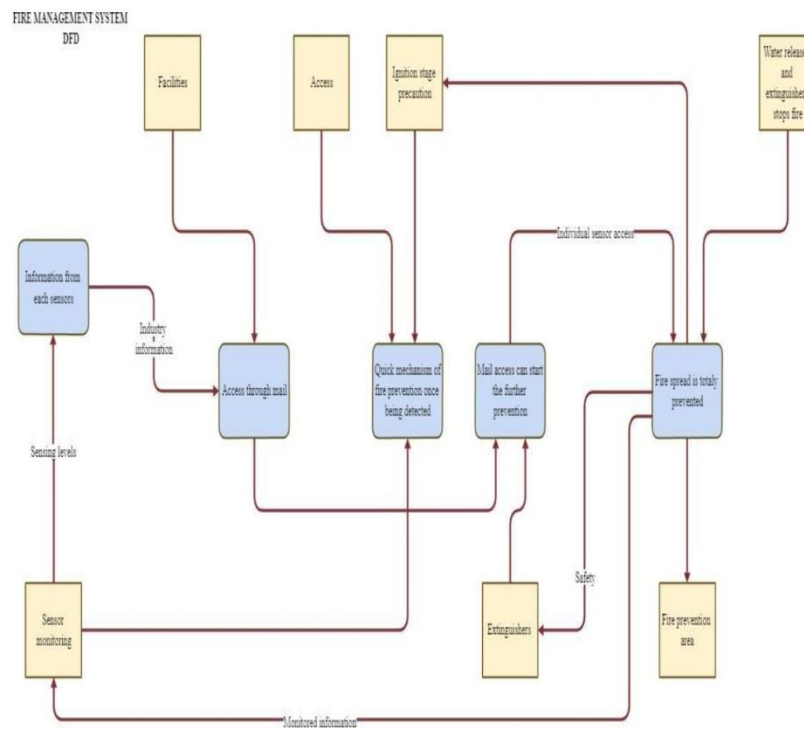 FIRE MANAGEMENT SYSTEM
DFD
Facilities
Access
Ignition stage
precaution
Water release
and
extinguishers
stops fire
Individual sensor access
Information from
each sensors
Industry
information
Access through mail
Quick mechanism of
fire prevention once
being detected
Mail access can start
the further
prevention
Fire spread is totaly
prevented
Sensing levels
Safety
Sensor
monitoring
Extinguishers
Fire prevention
area
Monitored information